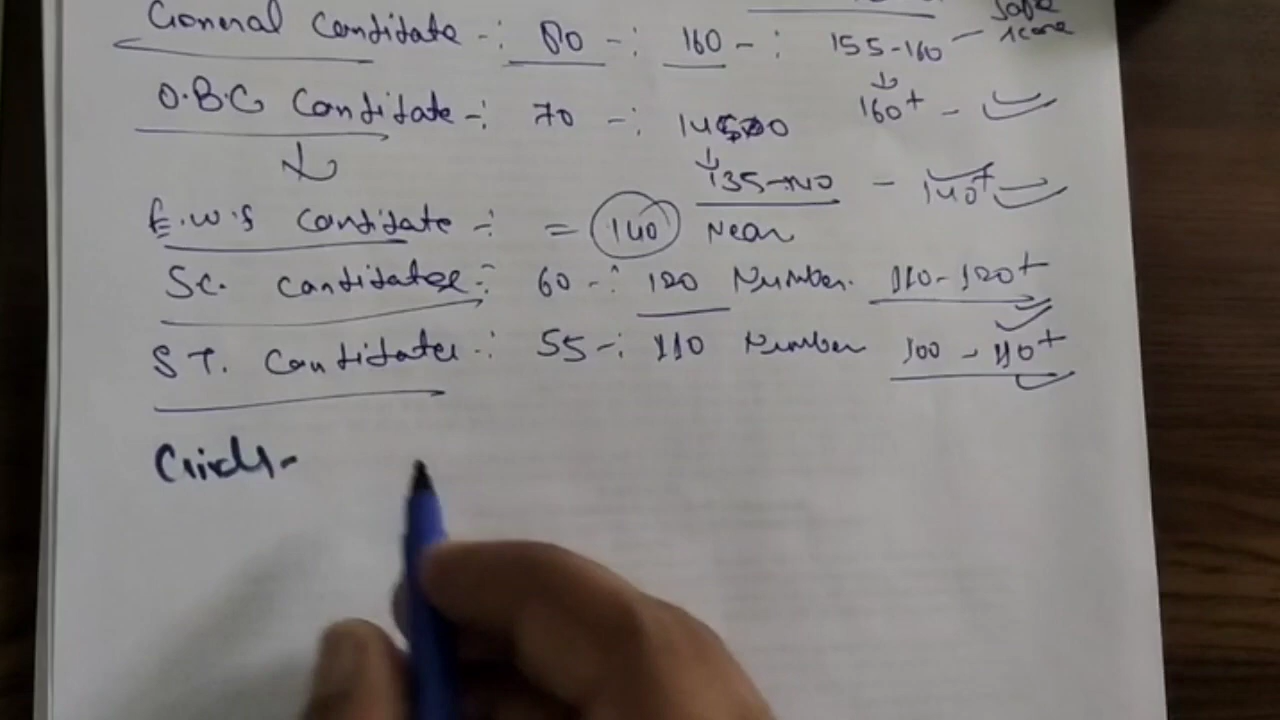 safe
General Candidate -: 80 -: 160 -: 155-160 - score
160+ -
O.B.C Candidate -: 70 -: 140
135-140 - 140+
E.W.S Candidate -: = 140 Near
SC. Candidates -: 60 -: 120 Number. 110-120+
ST. Candidates -: 55 -: 110 Number 100 - 110+